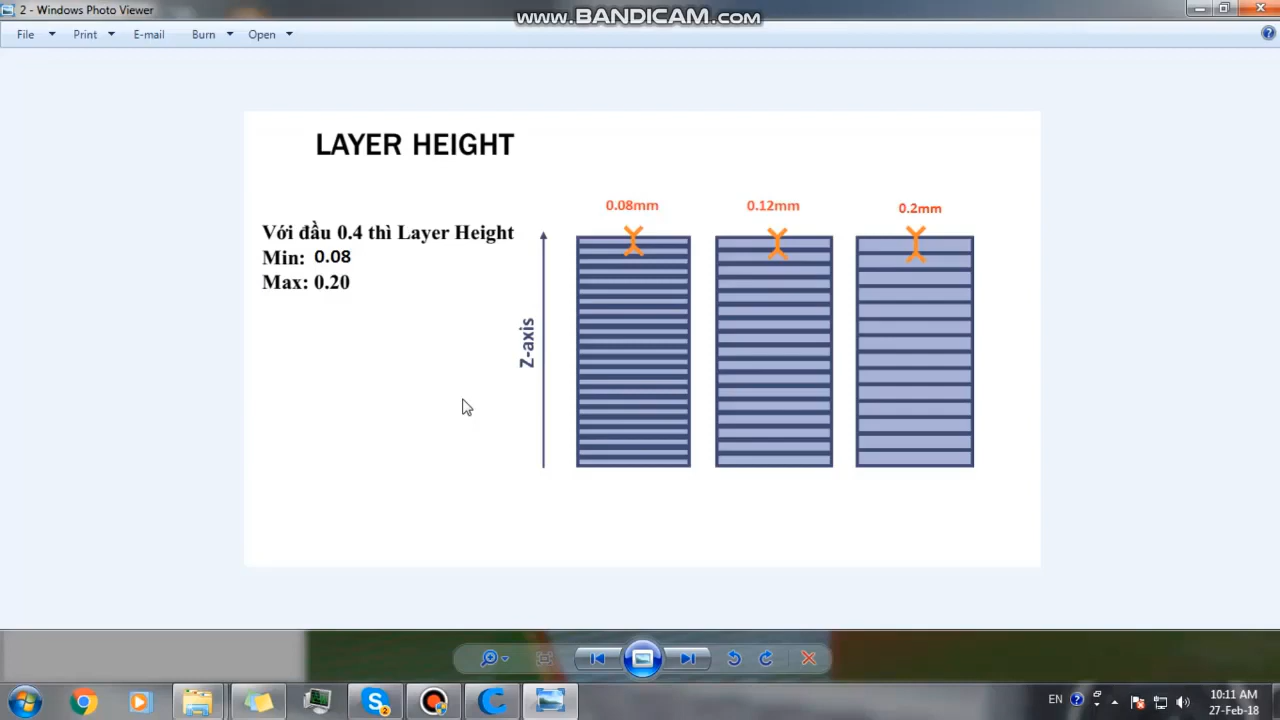 2 - Windows Photo Viewer
www.BANDICAM.com
File Print E-mail Burn Open
LAYER HEIGHT
Với đầu 0.4 thì Layer Height
Min: 0.08
Max: 0.20
0.08mm
0.12mm
0.2mm
Z-axis
2
EN
10:11 AM
27-Feb-18